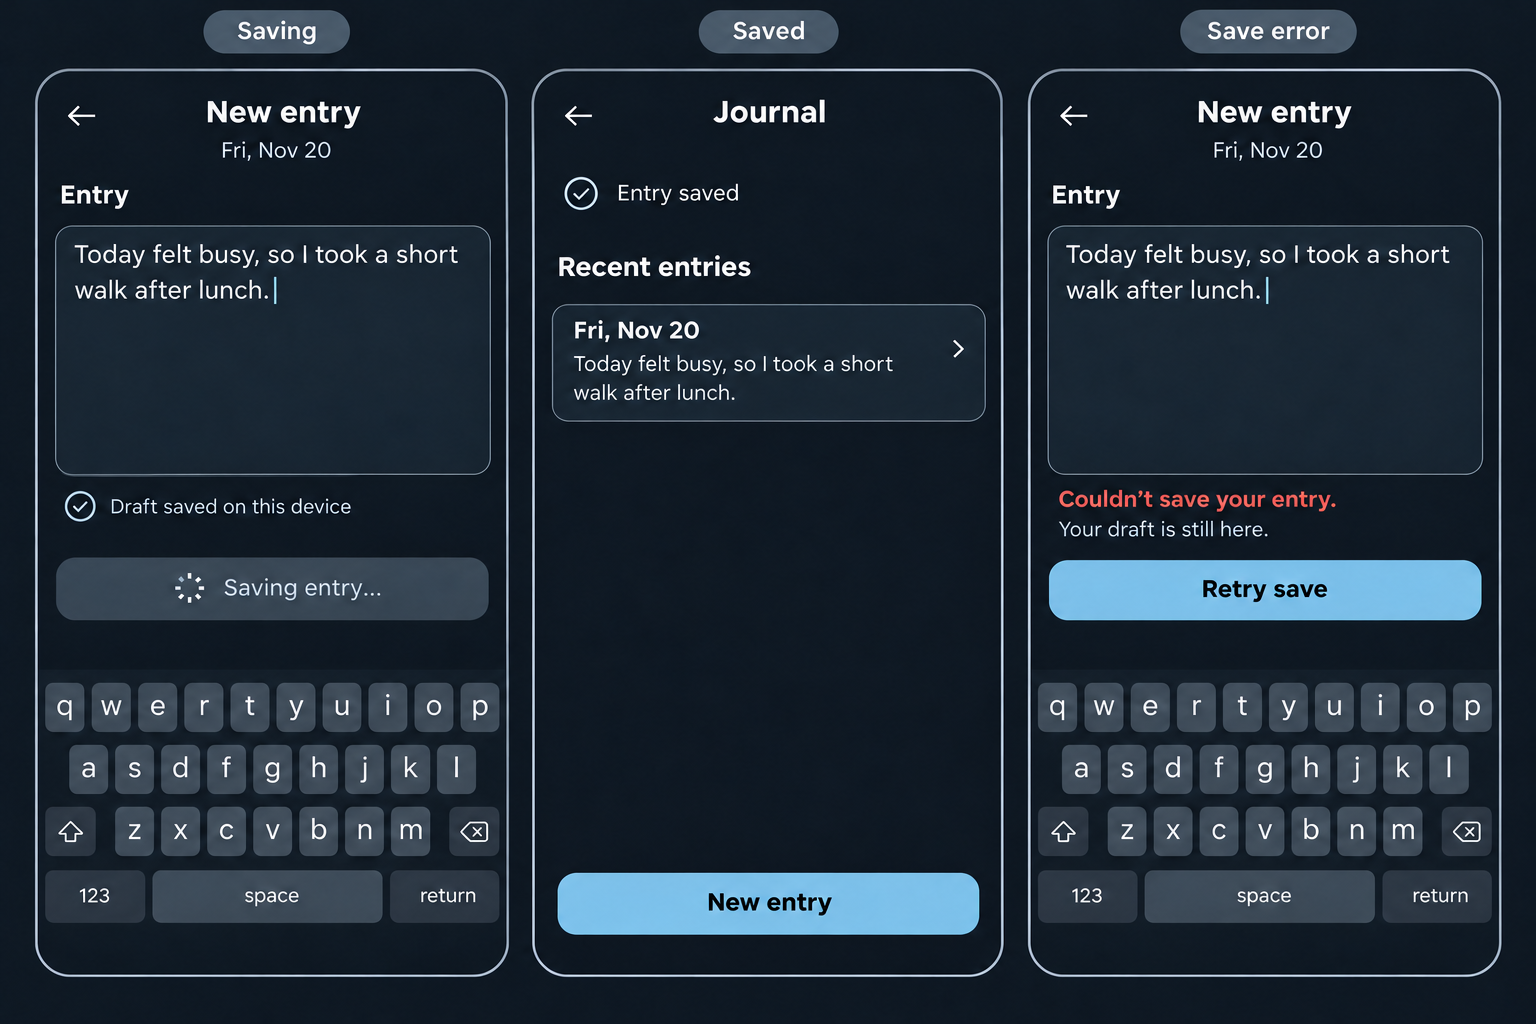 Saving
New entry
Fri, Nov 20
Entry
Today felt busy, so I took a short
walk after lunch.
Draft saved on this device
Saving entry...
q w e r t y u i o p
a s d f g h j k l
z x c v b n m
123 space return
Saved
Journal
Entry saved
Recent entries
Fri, Nov 20
Today felt busy, so I took a short
walk after lunch.
New entry
Save error
New entry
Fri, Nov 20
Entry
Today felt busy, so I took a short
walk after lunch.
Couldn’t save your entry.
Your draft is still here.
Retry save
q w e r t y u i o p
a s d f g h j k l
z x c v b n m
123 space return